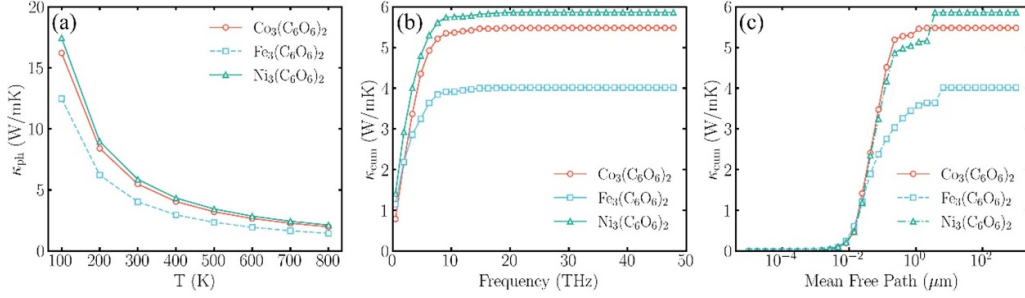 (a)
Co₃(C₆O₆)₂
Fe₃(C₆O₆)₂
Ni₃(C₆O₆)₂
κph (W/mK)
20
15
10
5
0
100 200 300 400 500 600 700 800
T (K)
(b)
κcum (W/mK)
6
5
4
3
2
1
0
Co₃(C₆O₆)₂
Fe₃(C₆O₆)₂
Ni₃(C₆O₆)₂
0 10 20 30 40 50
Frequency (THz)
(c)
κcum (W/mK)
6
5
4
3
2
1
0
Co₃(C₆O₆)₂
Fe₃(C₆O₆)₂
Ni₃(C₆O₆)₂
10⁻⁴ 10⁻² 10⁰ 10²
Mean Free Path (μm)